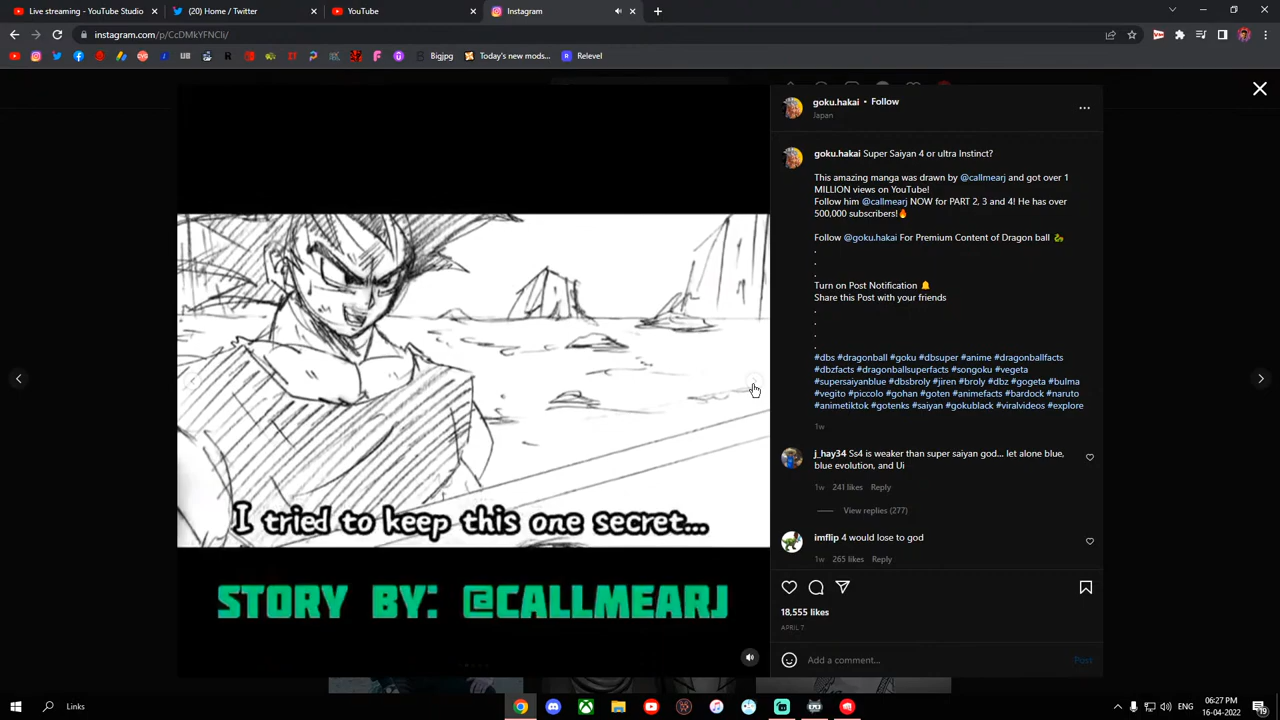 Live streaming - YouTube Studio
(20) Home / Twitter
YouTube
Instagram
instagram.com/p/CcDMkYFNCli/
Bigjpg
Today's new mods...
Relevel
goku.hakai • Follow
Japan
goku.hakai Super Saiyan 4 or ultra Instinct?
This amazing manga was drawn by @callmearj and got over 1
MILLION views on YouTube!
Follow him @callmearj NOW for PART 2, 3 and 4! He has over
500,000 subscribers!🔥
Follow @goku.hakai For Premium Content of Dragon ball 🐉
.
.
.
Turn on Post Notification 🔔
Share this Post with your friends
.
.
.
.
#dbs #dragonball #goku #dbsuper #anime #dragonballfacts
#dbzfacts #dragonballsuperfacts #songoku #vegeta
#supersaiyanblue #dbsbroly #jiren #broly #dbz #gogeta #bulma
#vegito #piccolo #gohan #goten #animefacts #bardock #naruto
#animetiktok #gotenks #saiyan #gokublack #viralvideos #explore
1w
j_hay34 Ss4 is weaker than super saiyan god... let alone blue,
blue evolution, and Ui
1w 241 likes Reply
View replies (277)
imflip 4 would lose to god
1w 265 likes Reply
18,555 likes
APRIL 7
Add a comment...
Post
I tried to keep this one secret...
STORY BY: @CALLMEARJ
Links
ENG
06:27 PM
16-04-2022